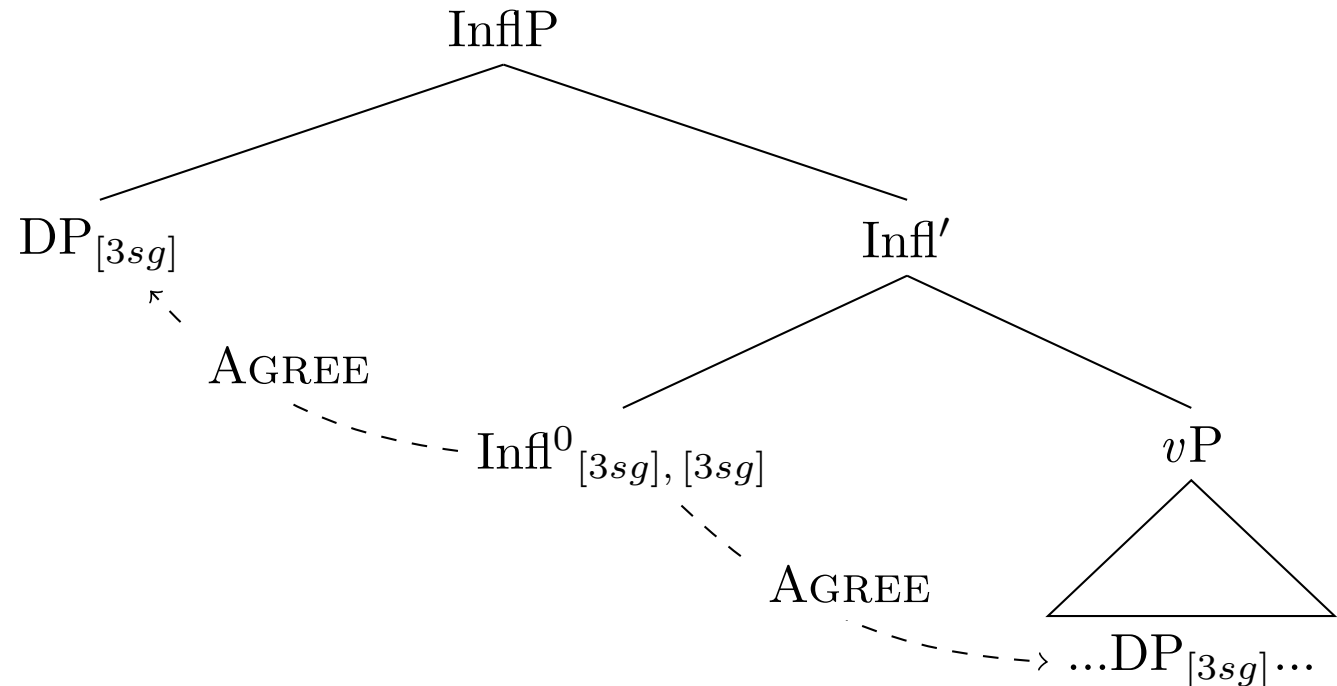 InflP
DP[3sg]
Infl′
AGREE
Infl⁰[3sg],[3sg]
vP
AGREE
...DP[3sg]...